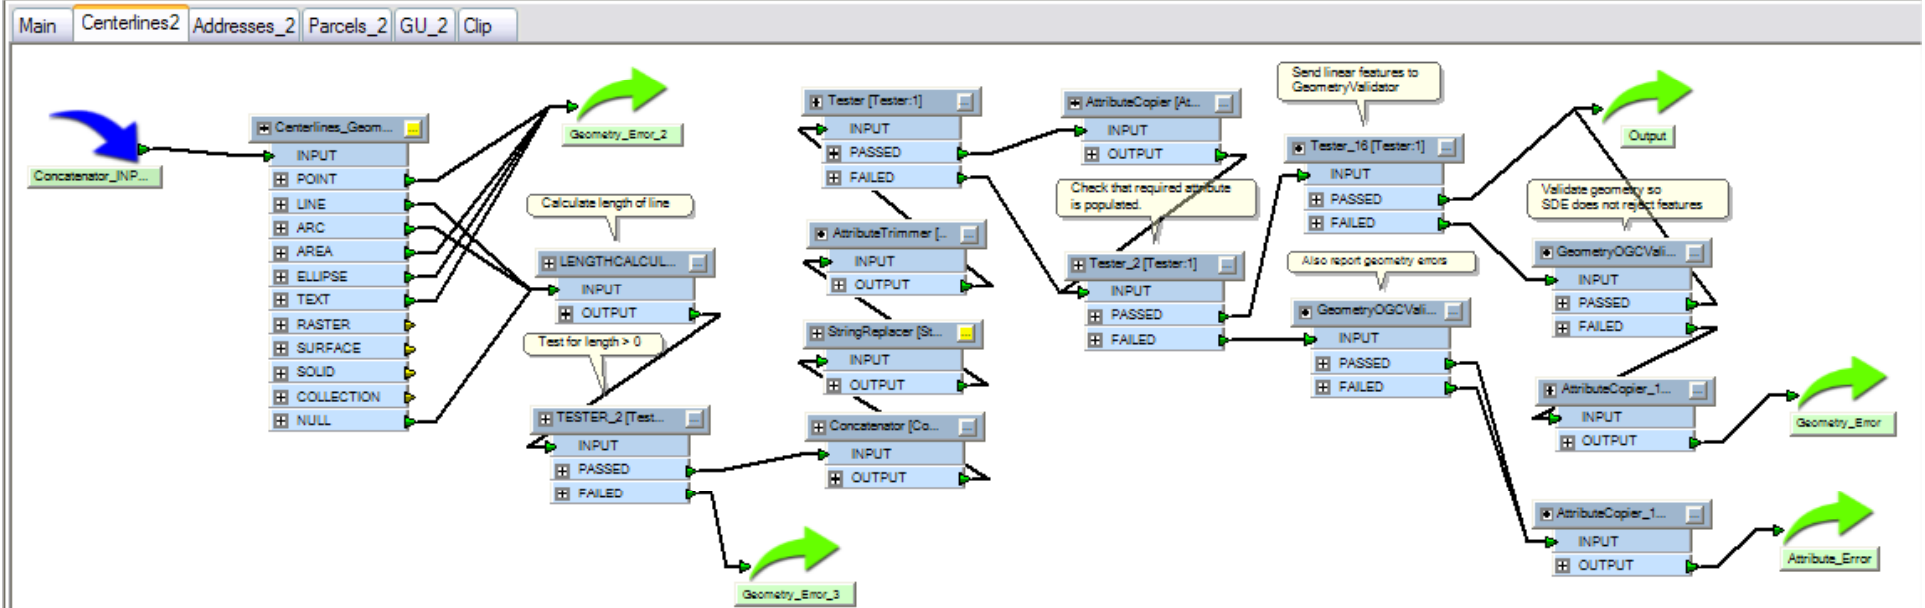 Main
Centerlines2
Addresses_2
Parcels_2
GU_2
Clip
Concatenator_INP...
Centerlines_Geom...
INPUT
POINT
LINE
ARC
AREA
ELLIPSE
TEXT
RASTER
SURFACE
SOLID
COLLECTION
NULL
Geometry_Error_2
Calculate length of line
LENGTHCALCUL...
INPUT
OUTPUT
Test for length > 0
TESTER_2 [Test...
INPUT
PASSED
FAILED
Geometry_Error_3
Tester [Tester:1]
INPUT
PASSED
FAILED
AttributeTrimmer [...
INPUT
OUTPUT
StringReplacer [St...
INPUT
OUTPUT
Concatenator [Co...
INPUT
OUTPUT
AttributeCopier [At...
INPUT
OUTPUT
Check that required attribute
is populated.
Tester_2 [Tester:1]
INPUT
PASSED
FAILED
Send linear features to
GeometryValidator
Tester_16 [Tester:1]
INPUT
PASSED
FAILED
Also report geometry errors
GeometryOGCVali...
INPUT
PASSED
FAILED
Output
Validate geometry so
SDE does not reject features
GeometryOGCVali...
INPUT
PASSED
FAILED
AttributeCopier_1...
INPUT
OUTPUT
Geometry_Error
AttributeCopier_1...
INPUT
OUTPUT
Attribute_Error